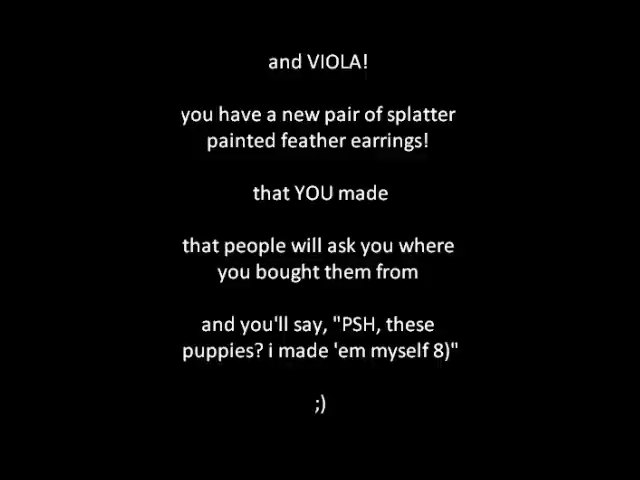 and VIOLA!
you have a new pair of splatter
painted feather earrings!
that YOU made
that people will ask you where
you bought them from
and you'll say, "PSH, these
puppies? i made 'em myself 8)"
;)